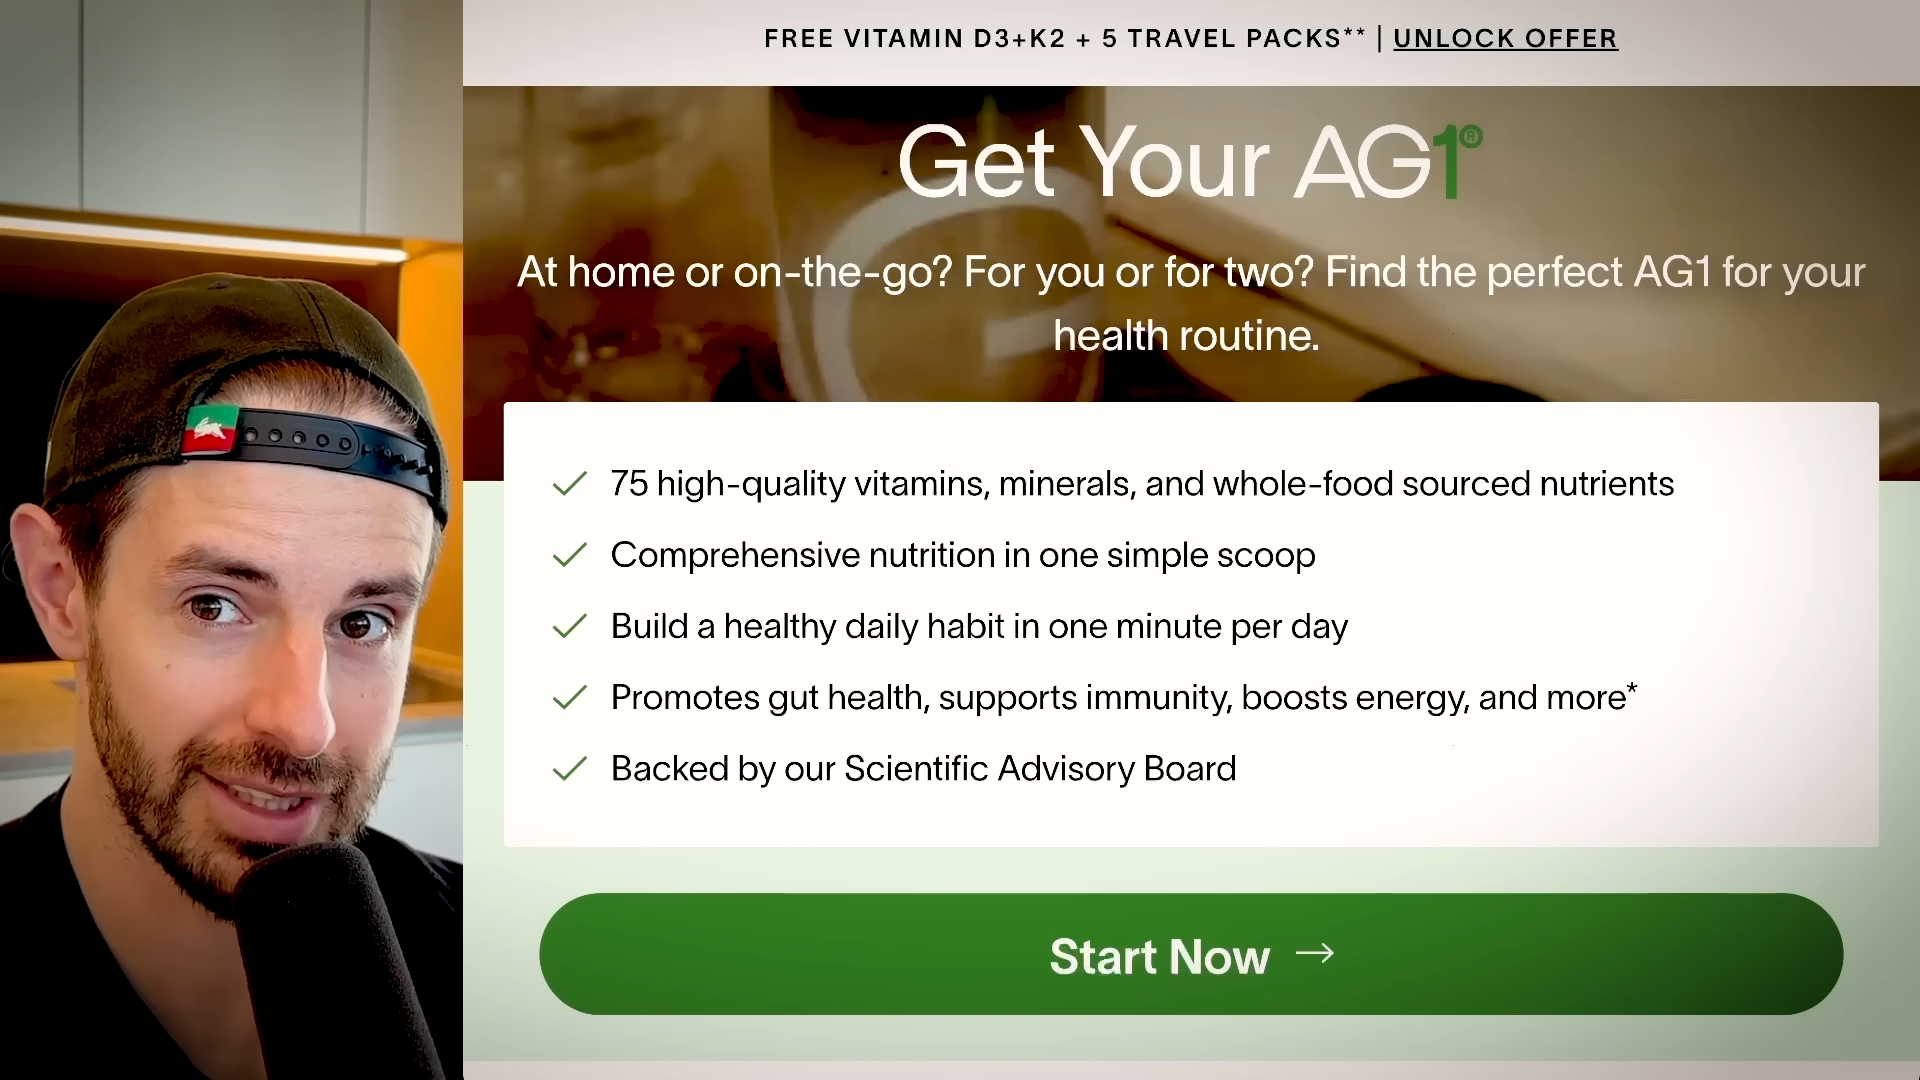 FREE VITAMIN D3+K2 + 5 TRAVEL PACKS** | UNLOCK OFFER
Get Your AG1®
At home or on-the-go? For you or for two? Find the perfect AG1 for your
health routine.
75 high-quality vitamins, minerals, and whole-food sourced nutrients
Comprehensive nutrition in one simple scoop
Build a healthy daily habit in one minute per day
Promotes gut health, supports immunity, boosts energy, and more*
Backed by our Scientific Advisory Board
Start Now →